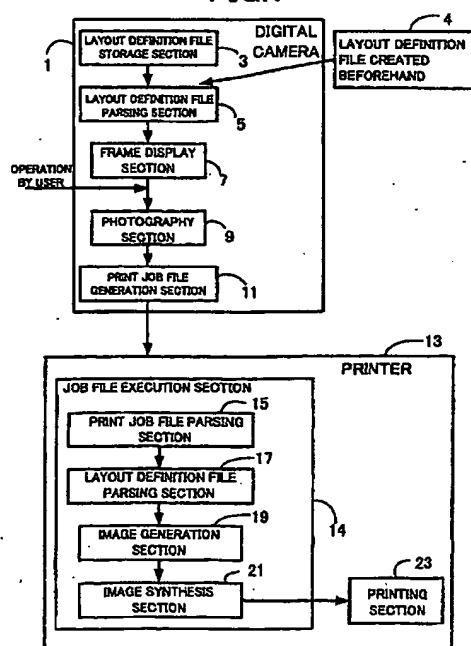 DIGITAL
CAMERA
1
LAYOUT DEFINITION FILE
STORAGE SECTION
3
4
LAYOUT DEFINITION
FILE CREATED
BEFOREHAND
LAYOUT DEFINITION FILE
PARSING SECTION
5
FRAME DISPLAY
SECTION
7
OPERATION
BY USER
PHOTOGRAPHY
SECTION
9
PRINT JOB FILE
GENERATION SECTION
11
13
PRINTER
JOB FILE EXECUTION SECTION
15
PRINT JOB FILE PARSING
SECTION
17
LAYOUT DEFINITION FILE
PARSING SECTION
19
IMAGE GENERATION
SECTION
14
21
IMAGE SYNTHESIS
SECTION
23
PRINTING
SECTION